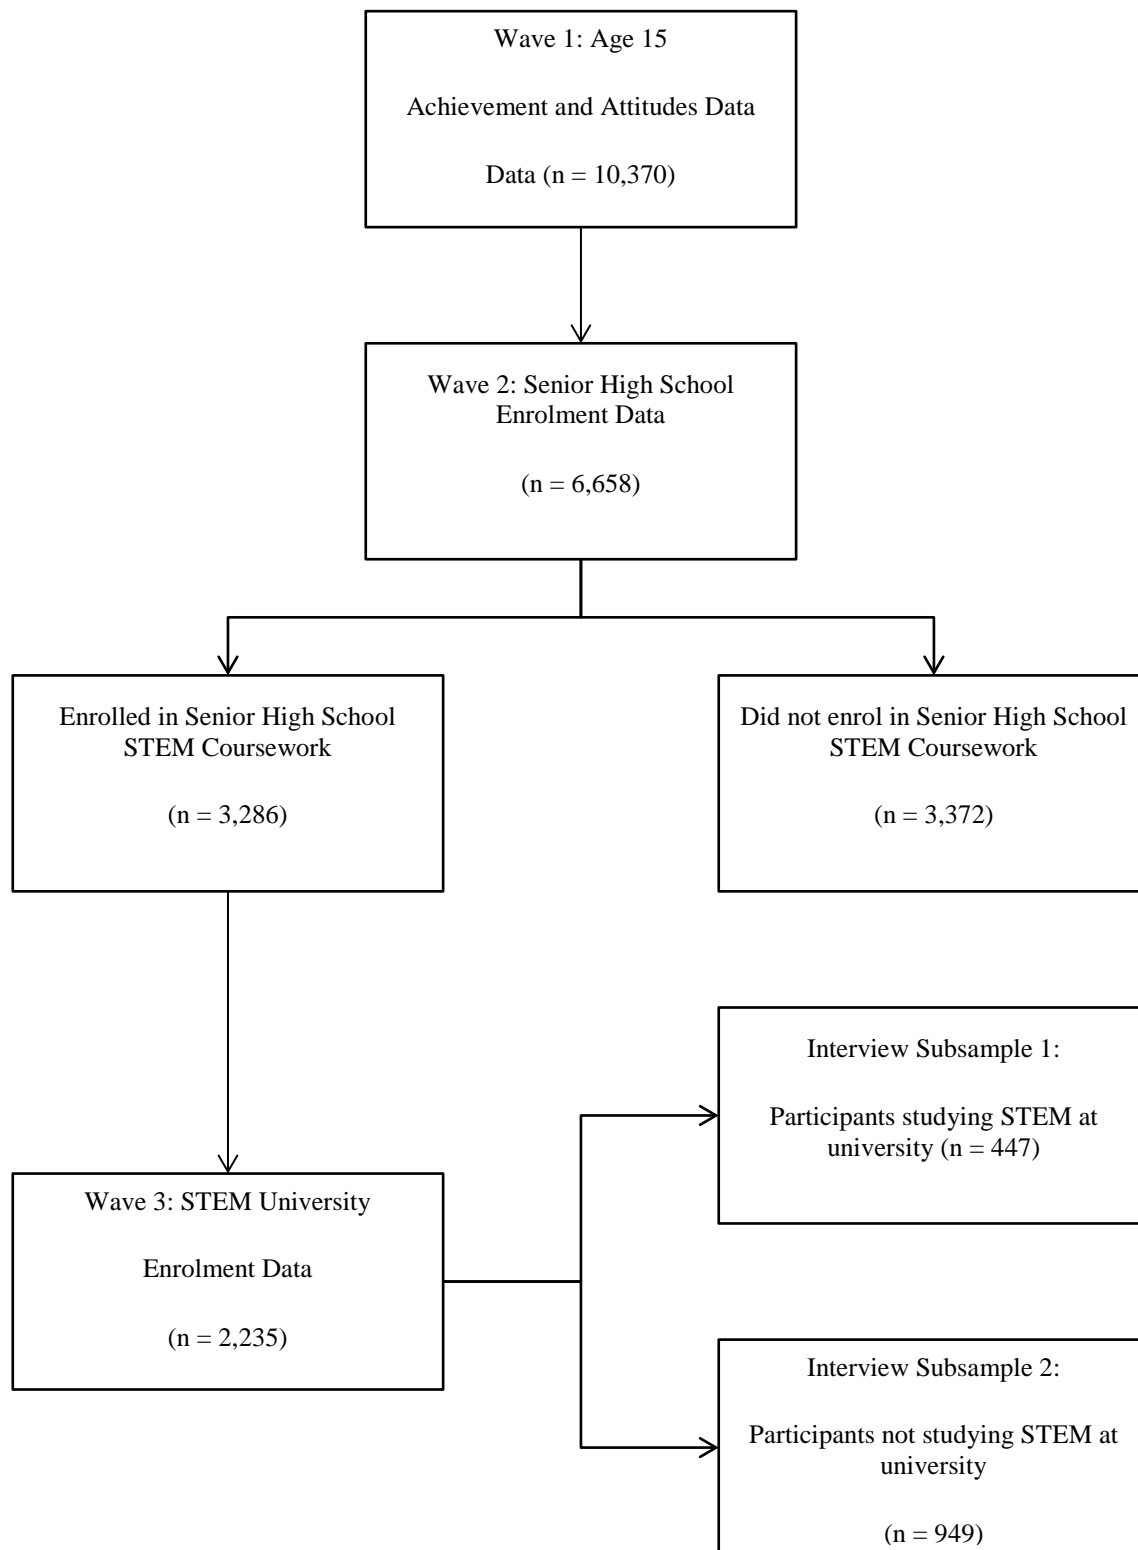 Wave 1: Age 15
Achievement and Attitudes Data
Data (n = 10,370)
Wave 2: Senior High School
Enrolment Data
(n = 6,658)
Enrolled in Senior High School
STEM Coursework
(n = 3,286)
Did not enrol in Senior High School
STEM Coursework
(n = 3,372)
Interview Subsample 1:
Participants studying STEM at
university (n = 447)
Wave 3: STEM University
Enrolment Data
(n = 2,235)
Interview Subsample 2:
Participants not studying STEM at
university
(n = 949)